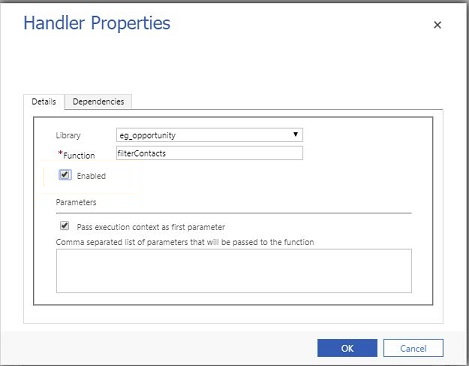 Handler Properties
Details Dependencies
Library eg_opportunity
*Function filterContacts
Enabled
Parameters
Pass execution context as first parameter
Comma separated list of parameters that will be passed to the function
OK Cancel